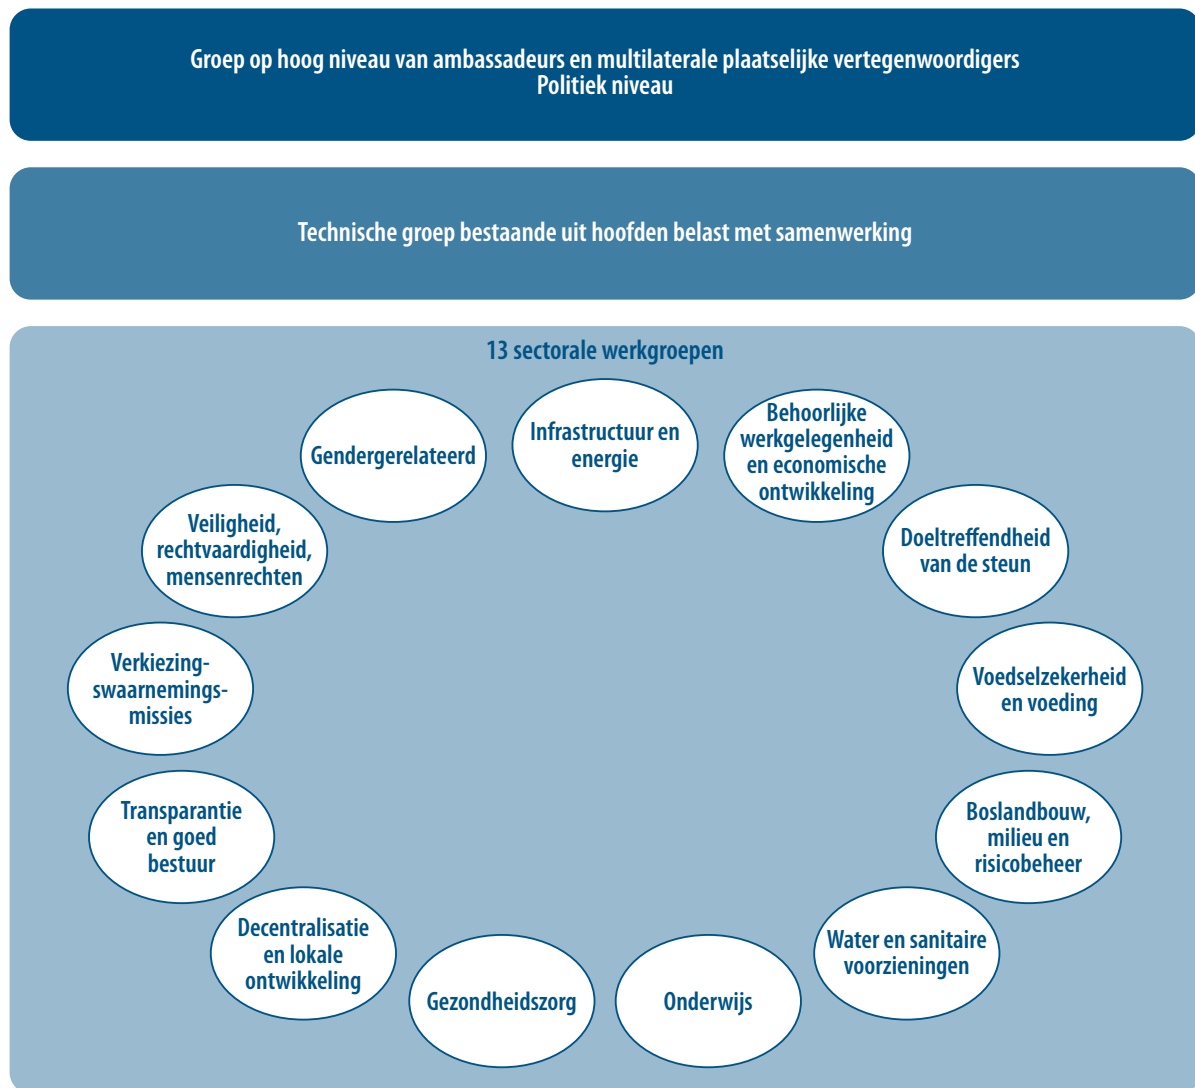 Groep op hoog niveau van ambassadeurs en multilaterale plaatselijke vertegenwoordigers
Politiek niveau
Technische groep bestaande uit hoofden belast met samenwerking
13 sectorale werkgroepen
Infrastructuur en
energie
Behoorlijke
werkgelegenheid
en economische
ontwikkeling
Doeltreffendheid
van de steun
Voedselzekerheid
en voeding
Boslandbouw,
milieu en
risicobeheer
Water en sanitaire
voorzieningen
Onderwijs
Gezondheidszorg
Decentralisatie
en lokale
ontwikkeling
Transparantie
en goed
bestuur
Verkiezing-
swaarnemings-
missies
Veiligheid,
rechtvaardigheid,
mensenrechten
Gendergerelateerd